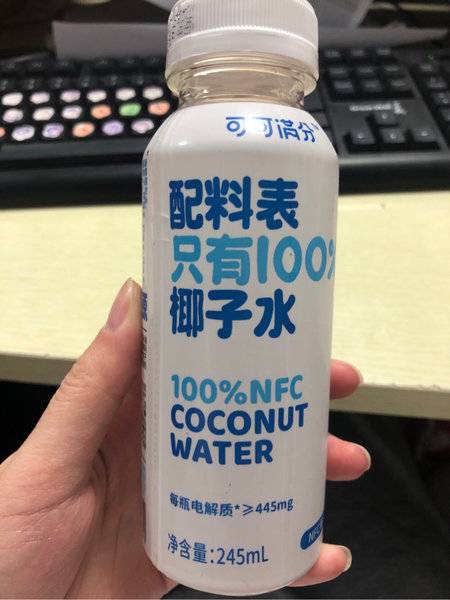 可可满分
配料表
只有100%
椰子水
100%NFC
COCONUT
WATER
每瓶电解质*≥445mg
净含量:245mL
NFC